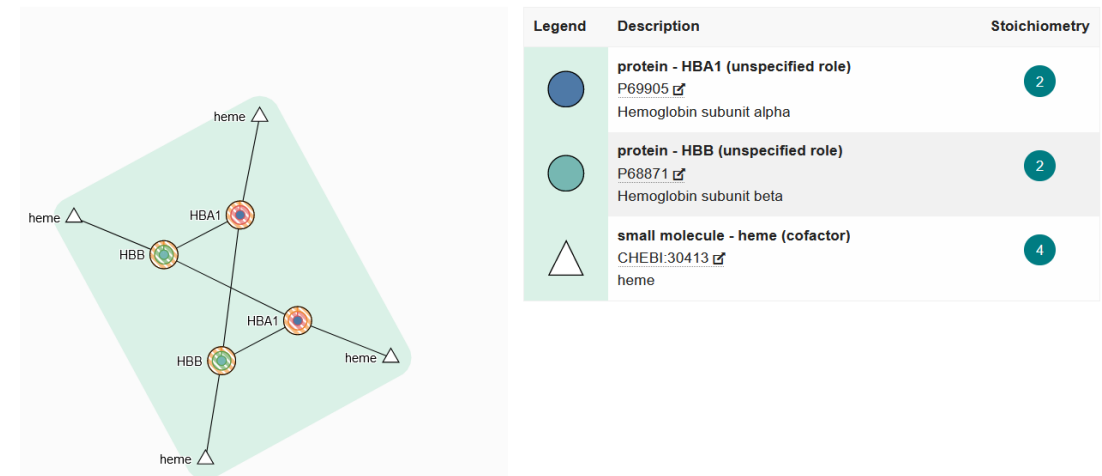 heme
heme
HBA1
HBB
HBA1
HBB
heme
heme
Legend Description Stoichiometry
protein - HBA1 (unspecified role)
P69905
Hemoglobin subunit alpha
2
protein - HBB (unspecified role)
P68871
Hemoglobin subunit beta
2
small molecule - heme (cofactor)
CHEBI:30413
heme
4